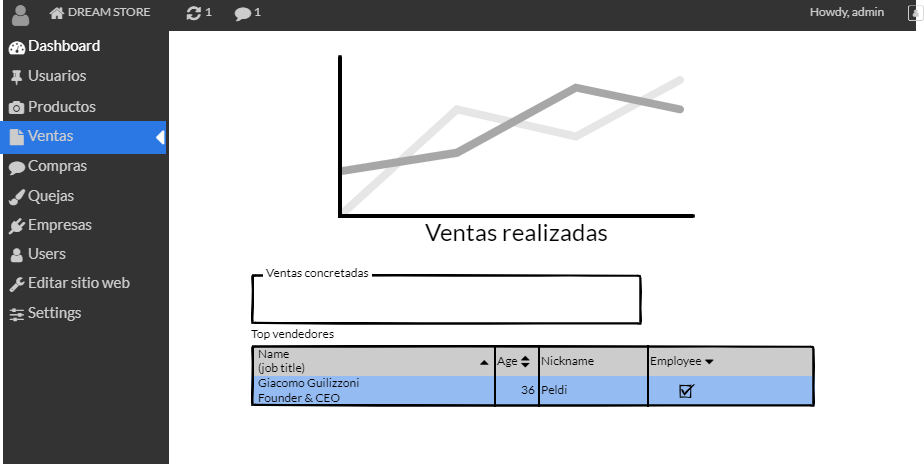 DREAM STORE 1 1 Howdy, admin
Dashboard
Usuarios
Productos
Ventas
Compras
Quejas
Empresas
Users
Editar sitio web
Settings
Ventas realizadas
Ventas concretadas
Top vendedores
Name
(job title)
Age
Nickname
Employee
Giacomo Guilizzoni
Founder & CEO
36
Peldi